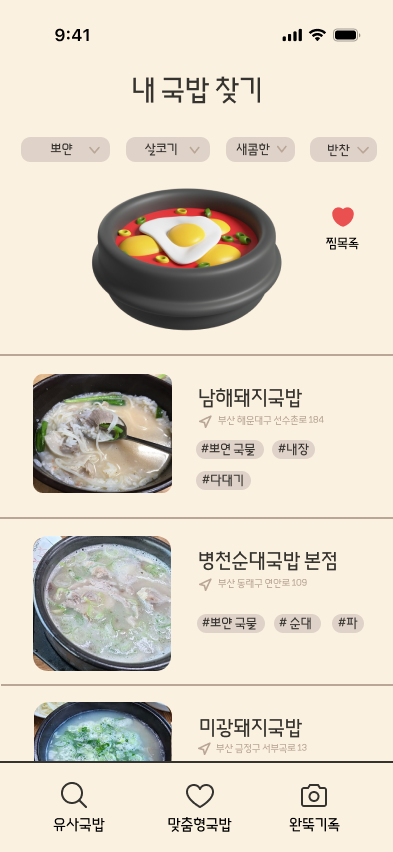 9:41
내 국밥 찾기
뽀얀 살코기 새콤한 반찬
찜목록
남해돼지국밥
부산 해운대구 선수촌로 184
#뽀연 국물 #내장
#다대기
병천순대국밥 본점
부산 동래구 연안로 109
#뽀얀 국물 # 순대 #파
미광돼지국밥
부산 금정구 서부곡로 13
유사국밥 맞춤형국밥 완뚝기록